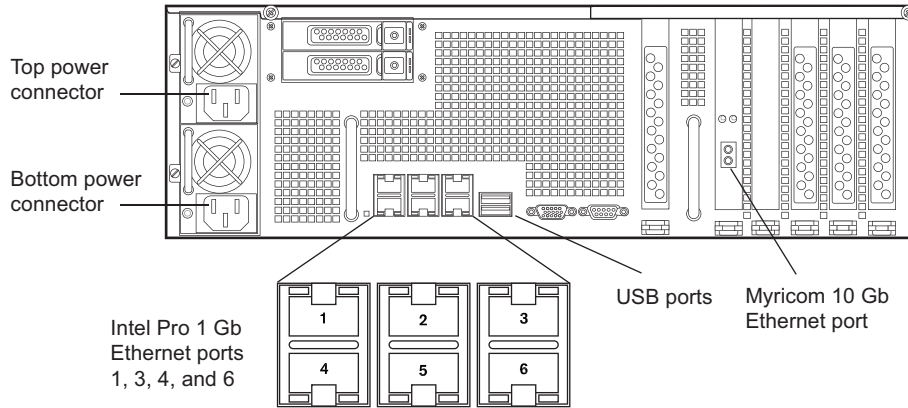 Top power
connector
Bottom power
connector
USB ports
Myricom 10 Gb
Ethernet port
Intel Pro 1 Gb
Ethernet ports
1, 3, 4, and 6
1
2
3
4
5
6